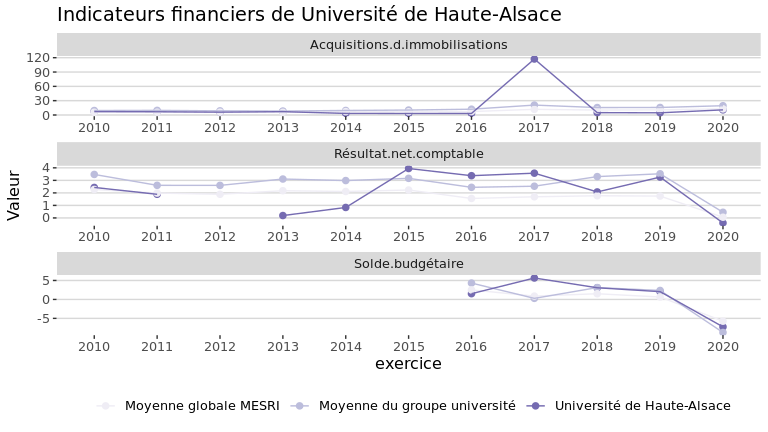 Indicateurs financiers de Université de Haute-Alsace
Acquisitions.d.immobilisations
120
90
60
30
0
2010 2011 2012 2013 2014 2015 2016 2017 2018 2019 2020
Résultat.net.comptable
4
3
2
1
0
2010 2011 2012 2013 2014 2015 2016 2017 2018 2019 2020
Valeur
Solde.budgétaire
5
0
-5
2010 2011 2012 2013 2014 2015 2016 2017 2018 2019 2020
exercice
Moyenne globale MESRI Moyenne du groupe université Université de Haute-Alsace